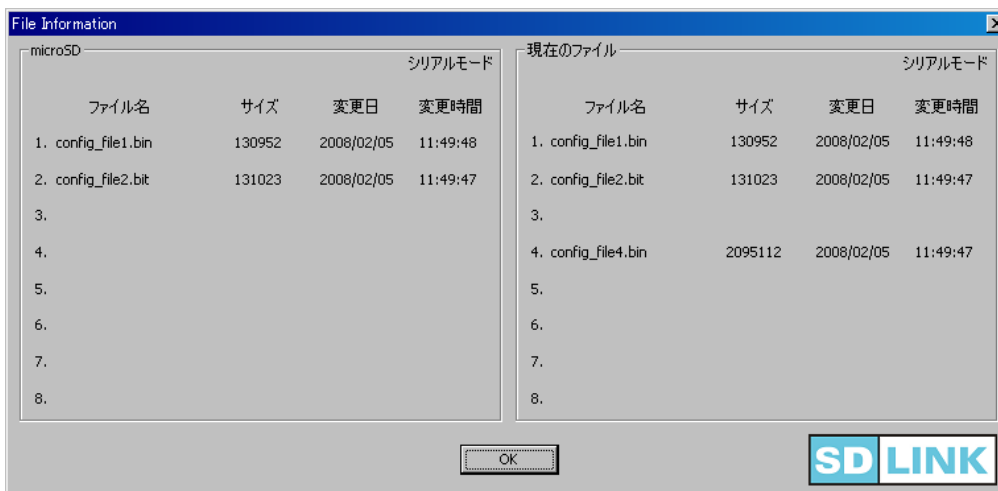 File Information
microSD
シリアルモード
ファイル名 サイズ 変更日 変更時間
1. config_file1.bin 130952 2008/02/05 11:49:48
2. config_file2.bit 131023 2008/02/05 11:49:47
3.
4.
5.
6.
7.
8.
現在のファイル
シリアルモード
ファイル名 サイズ 変更日 変更時間
1. config_file1.bin 130952 2008/02/05 11:49:48
2. config_file2.bit 131023 2008/02/05 11:49:47
3.
4. config_file4.bin 2095112 2008/02/05 11:49:47
5.
6.
7.
8.
OK
SD LINK